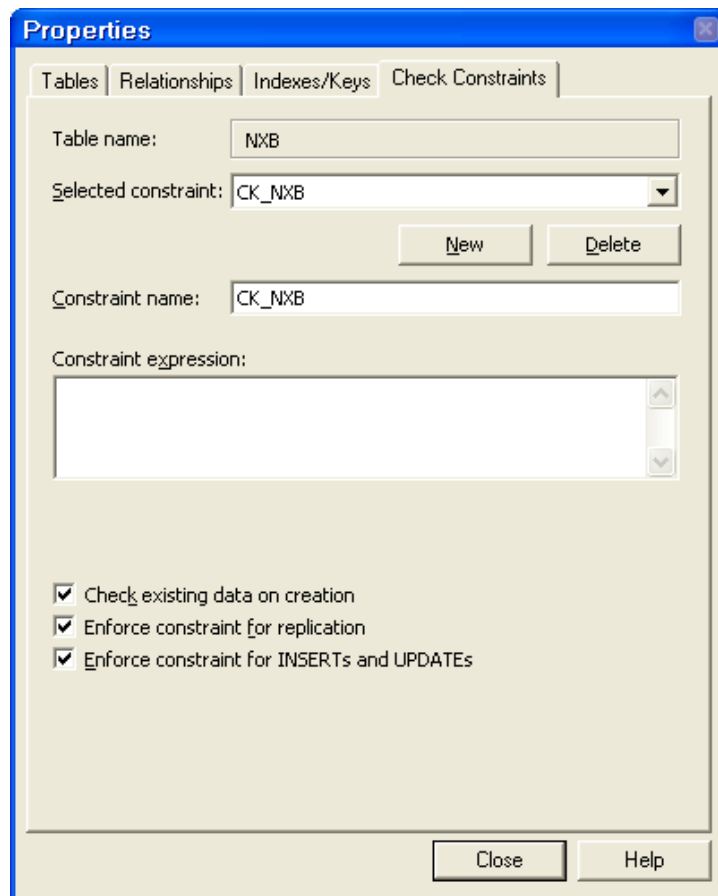 Properties
Tables Relationships Indexes/Keys Check Constraints
Table name: NXB
Selected constraint: CK_NXB
New Delete
Constraint name: CK_NXB
Constraint expression:
Check existing data on creation
Enforce constraint for replication
Enforce constraint for INSERTs and UPDATEs
Close Help